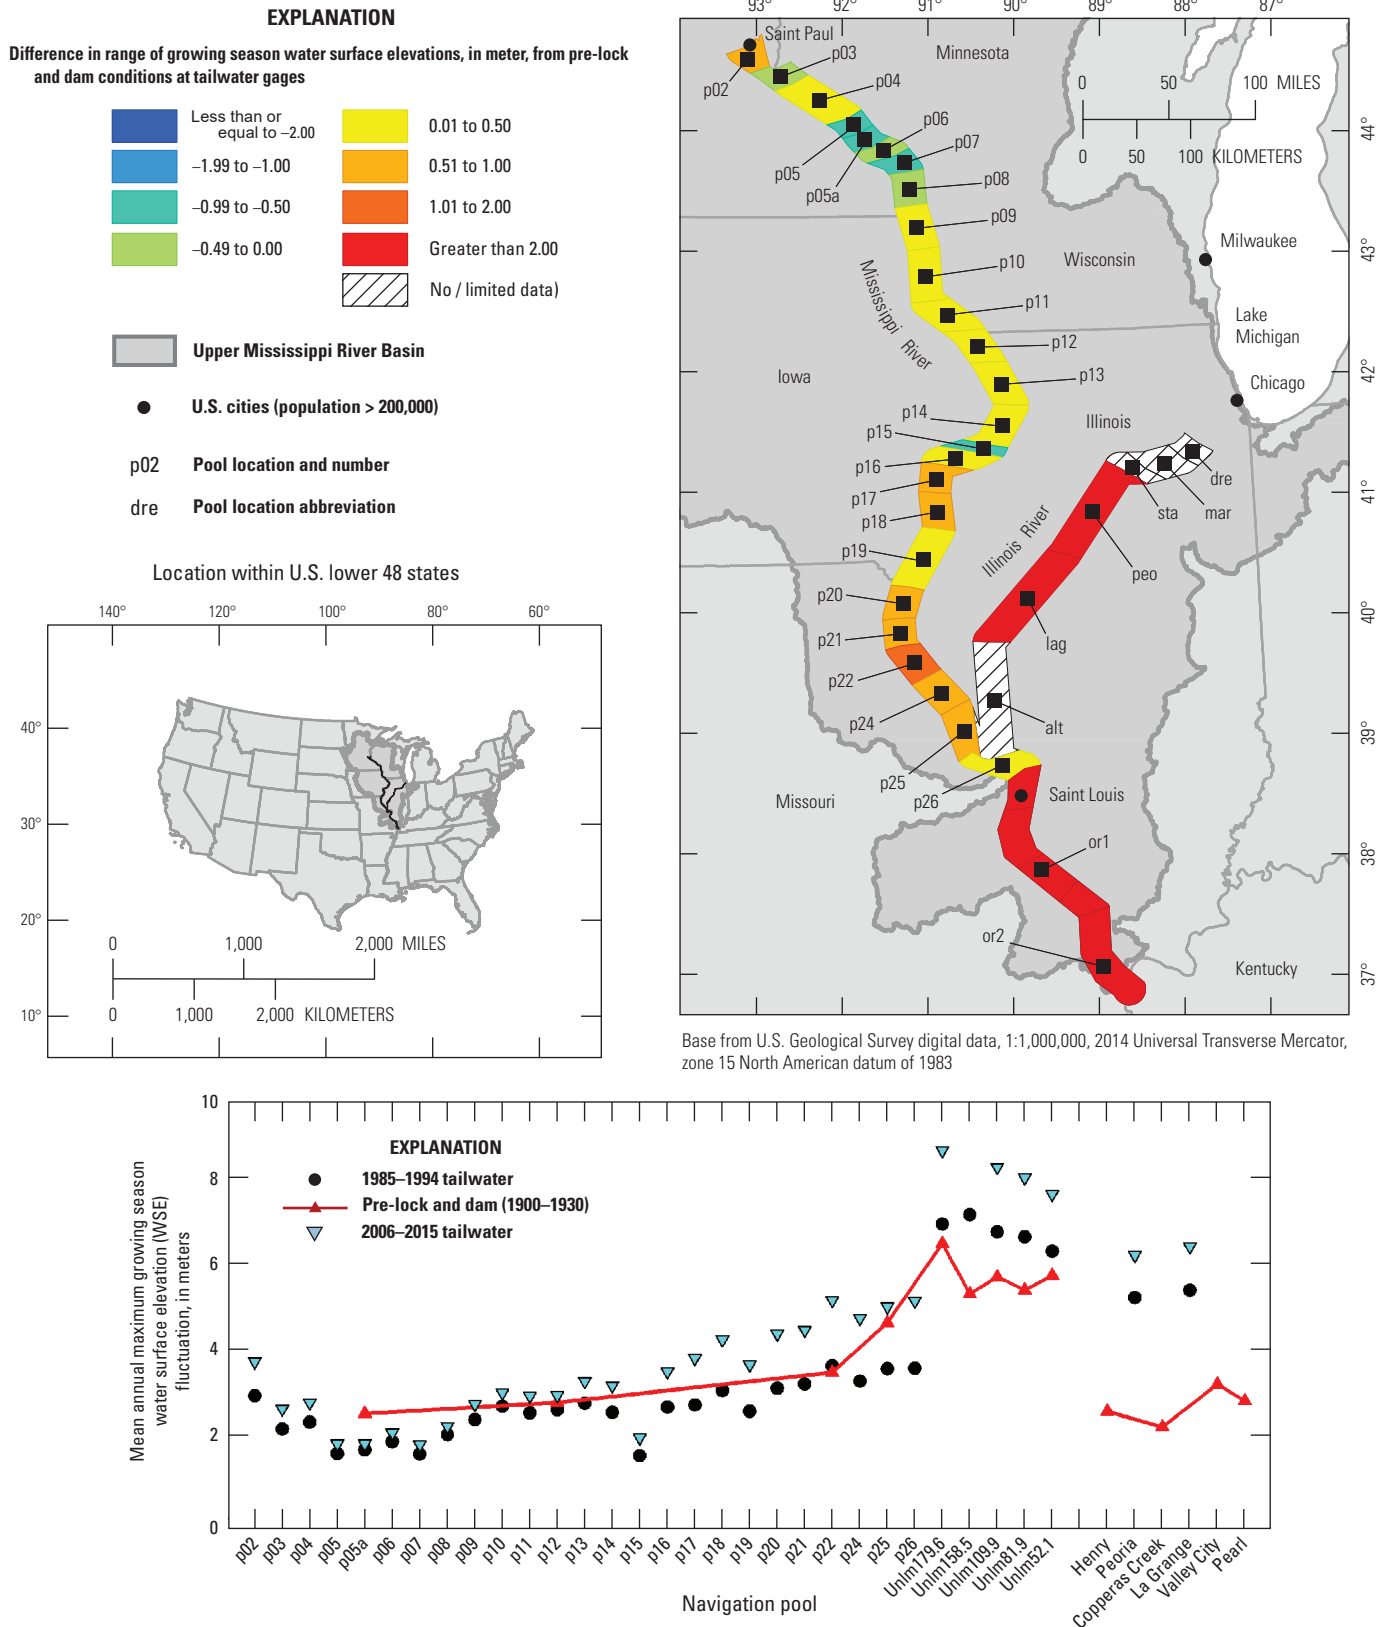 EXPLANATION
Difference in range of growing season water surface elevations, in meter, from pre-lock
and dam conditions at tailwater gages
Less than or
equal to –2.00
–1.99 to –1.00
–0.99 to –0.50
–0.49 to 0.00
0.01 to 0.50
0.51 to 1.00
1.01 to 2.00
Greater than 2.00
No / limited data)
Upper Mississippi River Basin
U.S. cities (population > 200,000)
p02 Pool location and number
dre Pool location abbreviation
Location within U.S. lower 48 states
140° 120° 100° 80° 60°
40°
30°
20°
10°
0 1,000 2,000 MILES
0 1,000 2,000 KILOMETERS
93° 92° 91° 90° 89° 88° 87°
44°
43°
42°
41°
40°
39°
38°
37°
0 50 100 MILES
0 50 100 KILOMETERS
Saint Paul
Minnesota
p02
p03
p04
p05
p05a
p06
p07
p08
p09
p10
p11
p12
p13
p14
p15
p16
p17
p18
p19
p20
p21
p22
p24
p25
p26
Mississippi River
Wisconsin
Milwaukee
Lake
Michigan
Chicago
Iowa
Illinois
dre
mar
sta
peo
Illinois River
lag
alt
Missouri
Saint Louis
or1
or2
Kentucky
Base from U.S. Geological Survey digital data, 1:1,000,000, 2014 Universal Transverse Mercator,
zone 15 North American datum of 1983
Mean annual maximum growing season
water surface elevation (WSE)
fluctuation, in meters
10
8
6
4
2
0
EXPLANATION
1985–1994 tailwater
Pre-lock and dam (1900–1930)
2006–2015 tailwater
p02 p03 p04 p05 p05a p06 p07 p08 p09 p10 p11 p12 p13 p14 p15 p16 p17 p18 p19 p20 p21 p22 p24 p25 p26 Unlm179.6 Unlm158.5 Unlm109.9 Unlm81.9 Unlm52.1 Henry Peoria Copperas Creek La Grange Valley City Pearl
Navigation pool